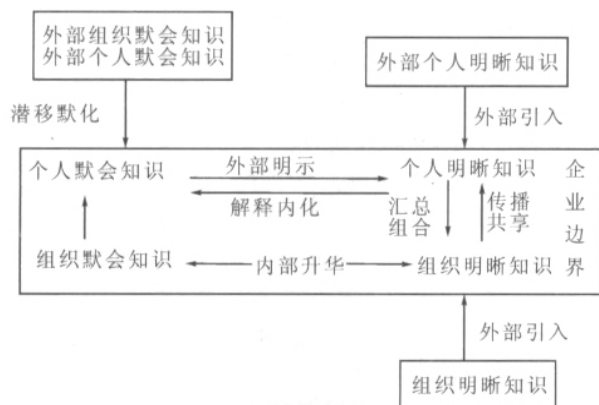 外部组织默会知识
外部个人默会知识
外部个人明晰知识
潜移默化
外部引入
个人默会知识
外部明示
个人明晰知识
企业边界
解释内化
汇总
组合
传播
共享
组织默会知识
内部升华
组织明晰知识
外部引入
组织明晰知识